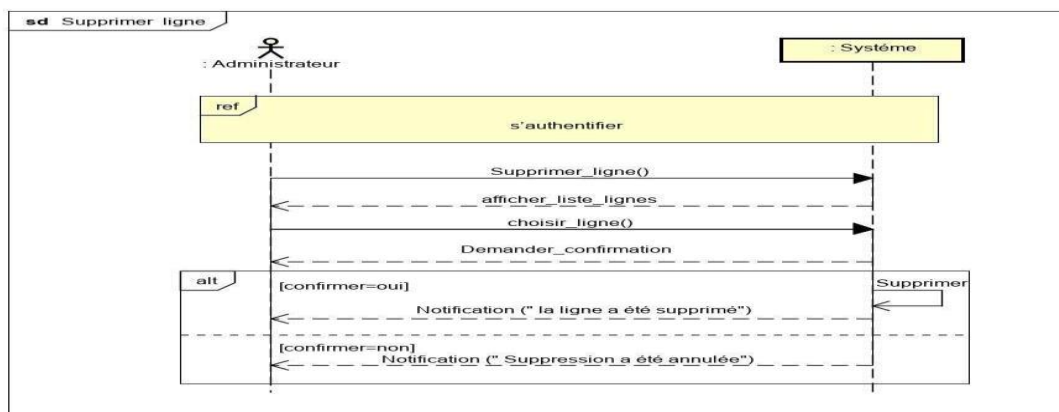 sd Supprimer ligne
: Administrateur
: Systéme
ref
s'authentifier
Supprimer_ligne()
afficher_liste_lignes
choisir_ligne()
Demander_confirmation
alt
[confirmer=oui]
Supprimer
Notification (" la ligne a été supprimé")
[confirmer=non]
Notification (" Suppression a été annulée")